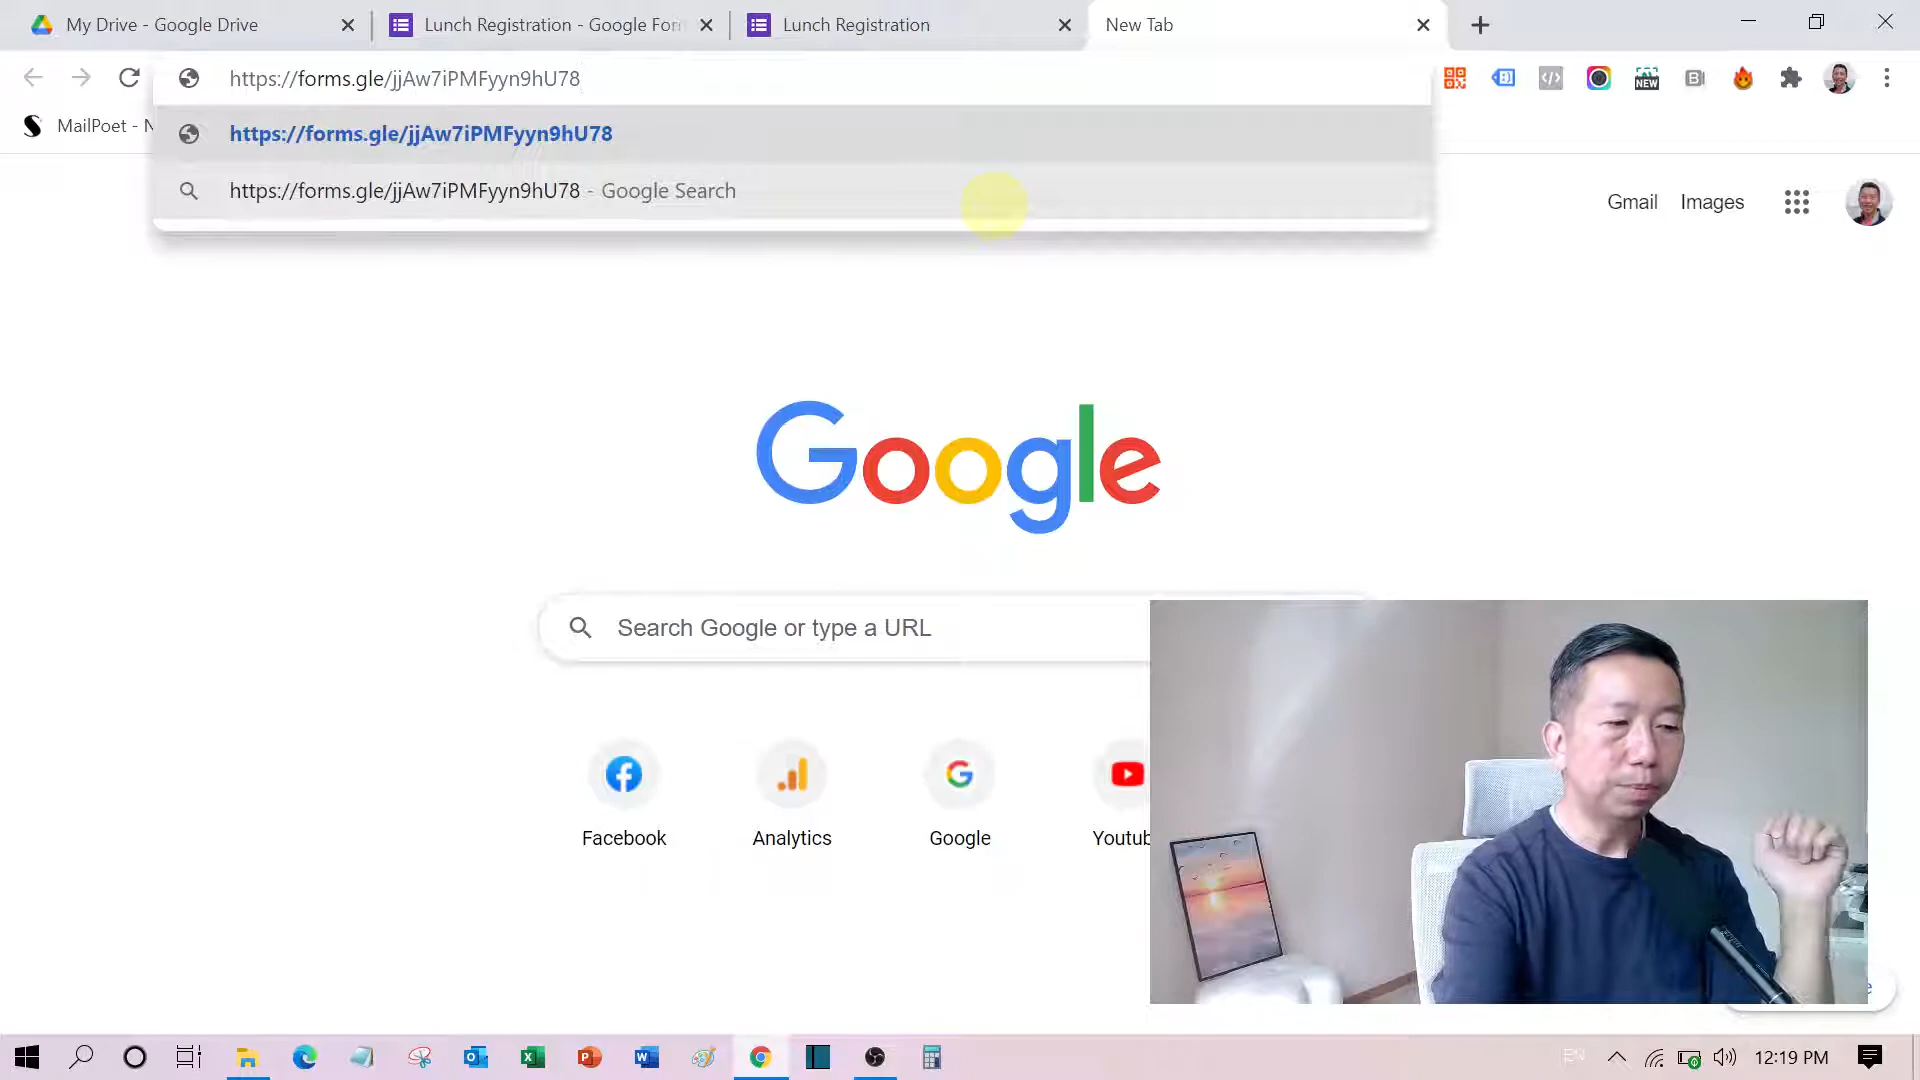 My Drive - Google Drive
Lunch Registration - Google For
Lunch Registration
New Tab
https://forms.gle/jjAw7iPMFyyn9hU78
NEW
MailPoet - N
https://forms.gle/jjAw7iPMFyyn9hU78
https://forms.gle/jjAw7iPMFyyn9hU78 - Google Search
Gmail
Images
Google
Search Google or type a URL
Facebook
Analytics
Google
Youtub
EN
12:19 PM